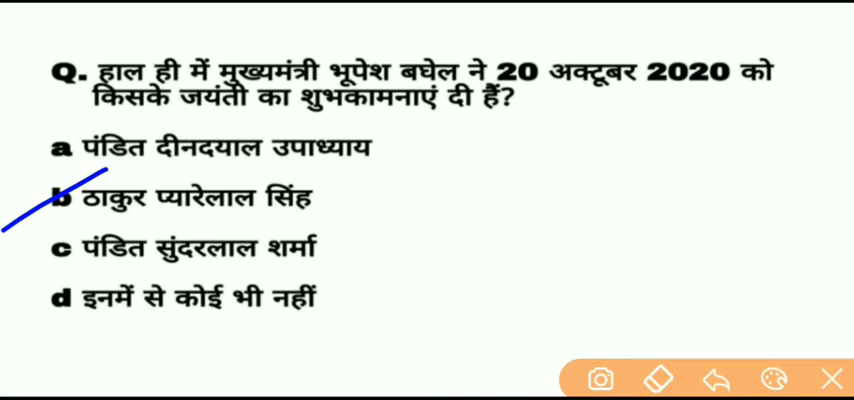 Q. हाल ही में मुख्यमंत्री भूपेश बघेल ने 20 अक्टूबर 2020 को
किसके जयंती का शुभकामनाएं दी हैं?
a पंडित दीनदयाल उपाध्याय
b ठाकुर प्यारेलाल सिंह
c पंडित सुंदरलाल शर्मा
d इनमें से कोई भी नहीं